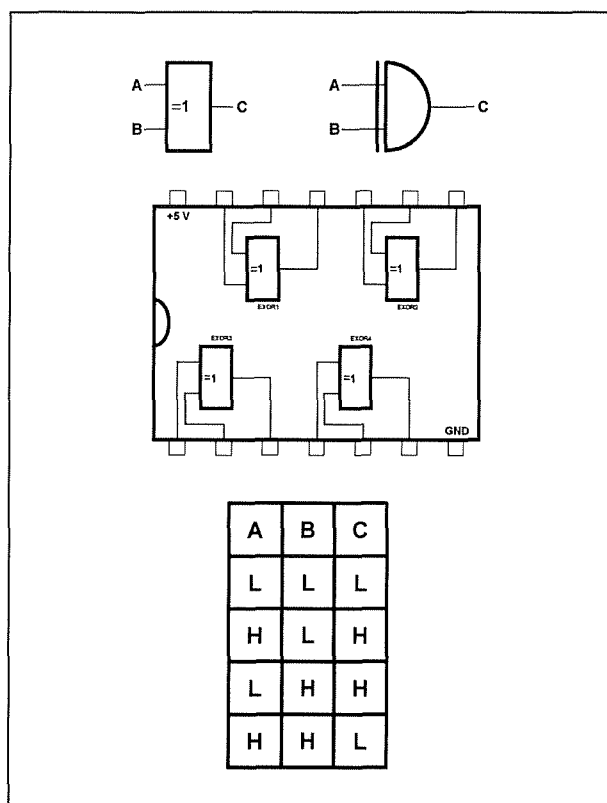 A =1 C A C
B B
+5 V
=1 =1
EXOR1 EXOR2
EXOR3 EXOR4
=1 =1
GND
A B C
L L L
H L H
L H H
H H L